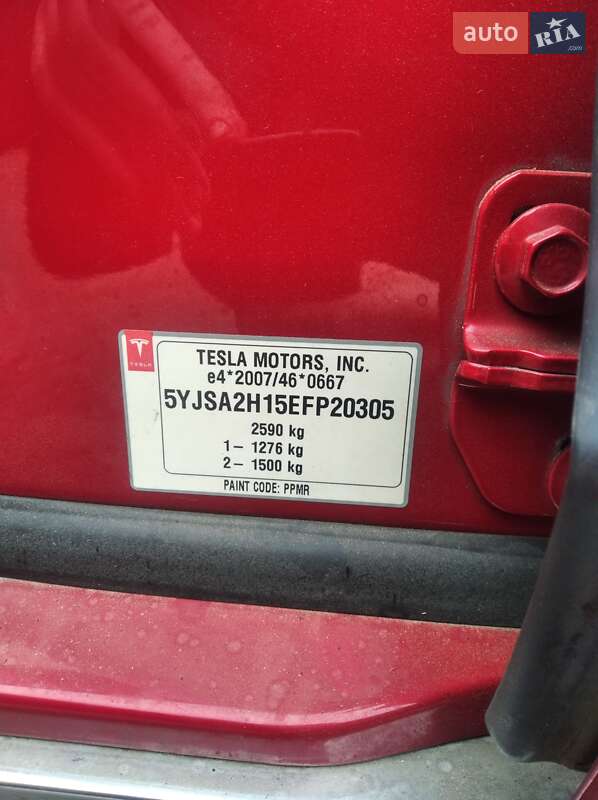 auto RIA.com
TESLA MOTORS, INC.
e4*2007/46*0667
5YJSA2H15EFP20305
2590 kg
1– 1276 kg
2– 1500 kg
PAINT CODE: PPMR
TESLA